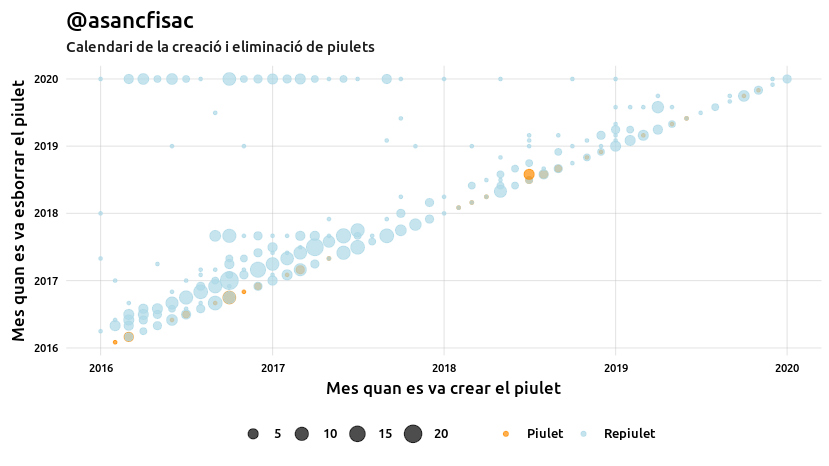 @asancfisac
Calendari de la creació i eliminació de piulets
Mes quan es va esborrar el piulet
2020
2019
2018
2017
2016
2016 2017 2018 2019 2020
Mes quan es va crear el piulet
5 10 15 20 Piulet Repiulet